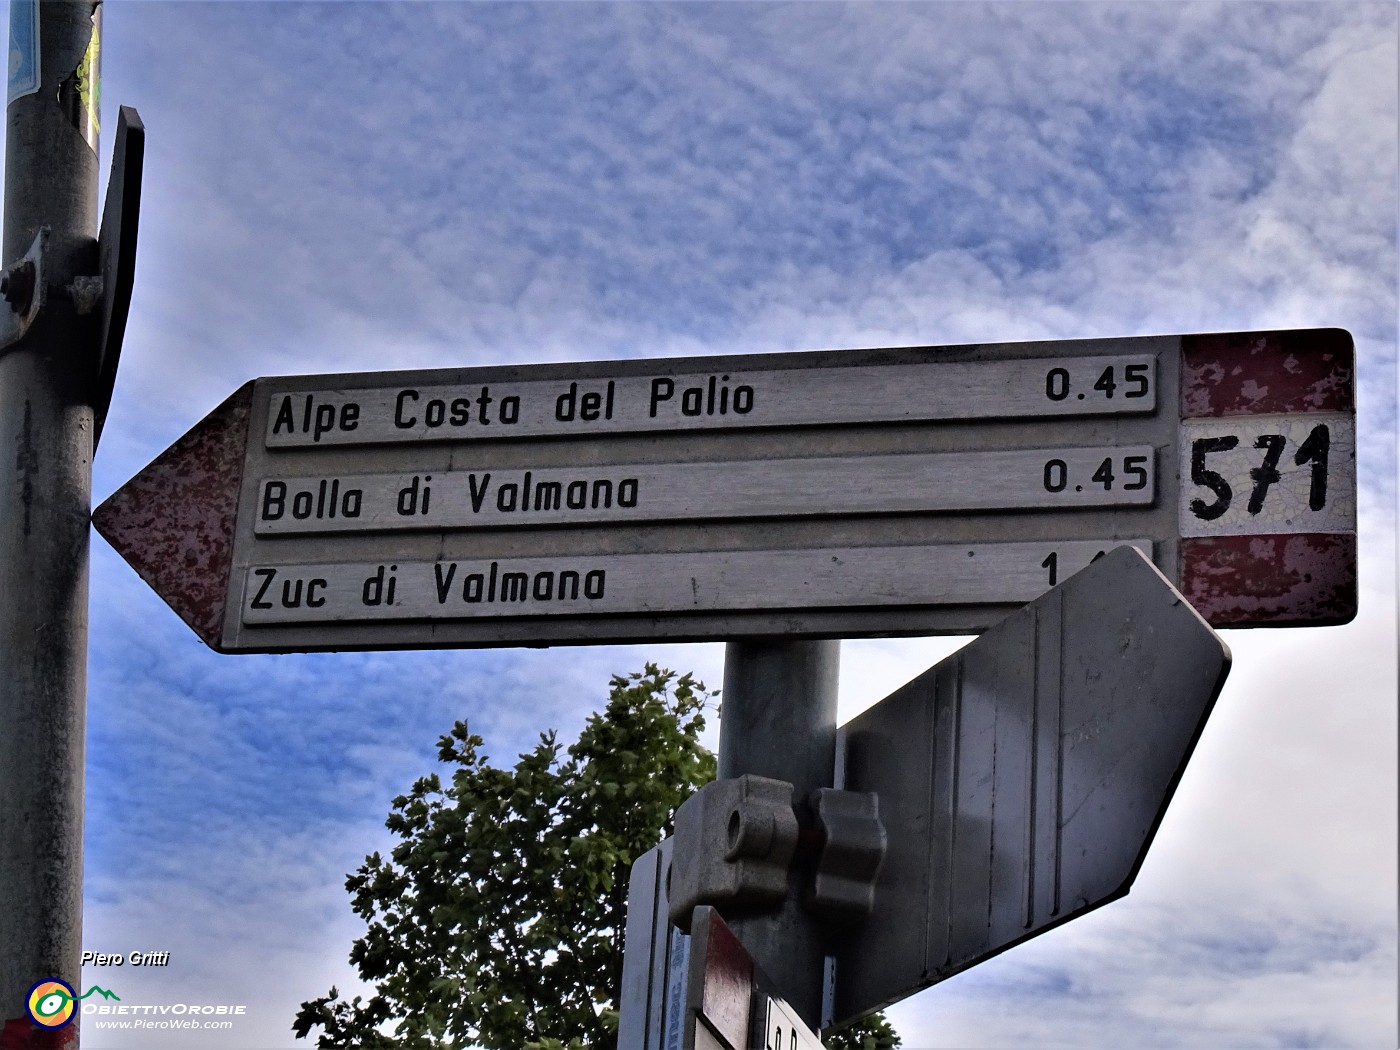 Alpe Costa del Palio 0.45
Bolla di Valmana 0.45
571
Zuc di Valmana
Piero Gritti
ObiettivOrobie
www.PieroWeb.com